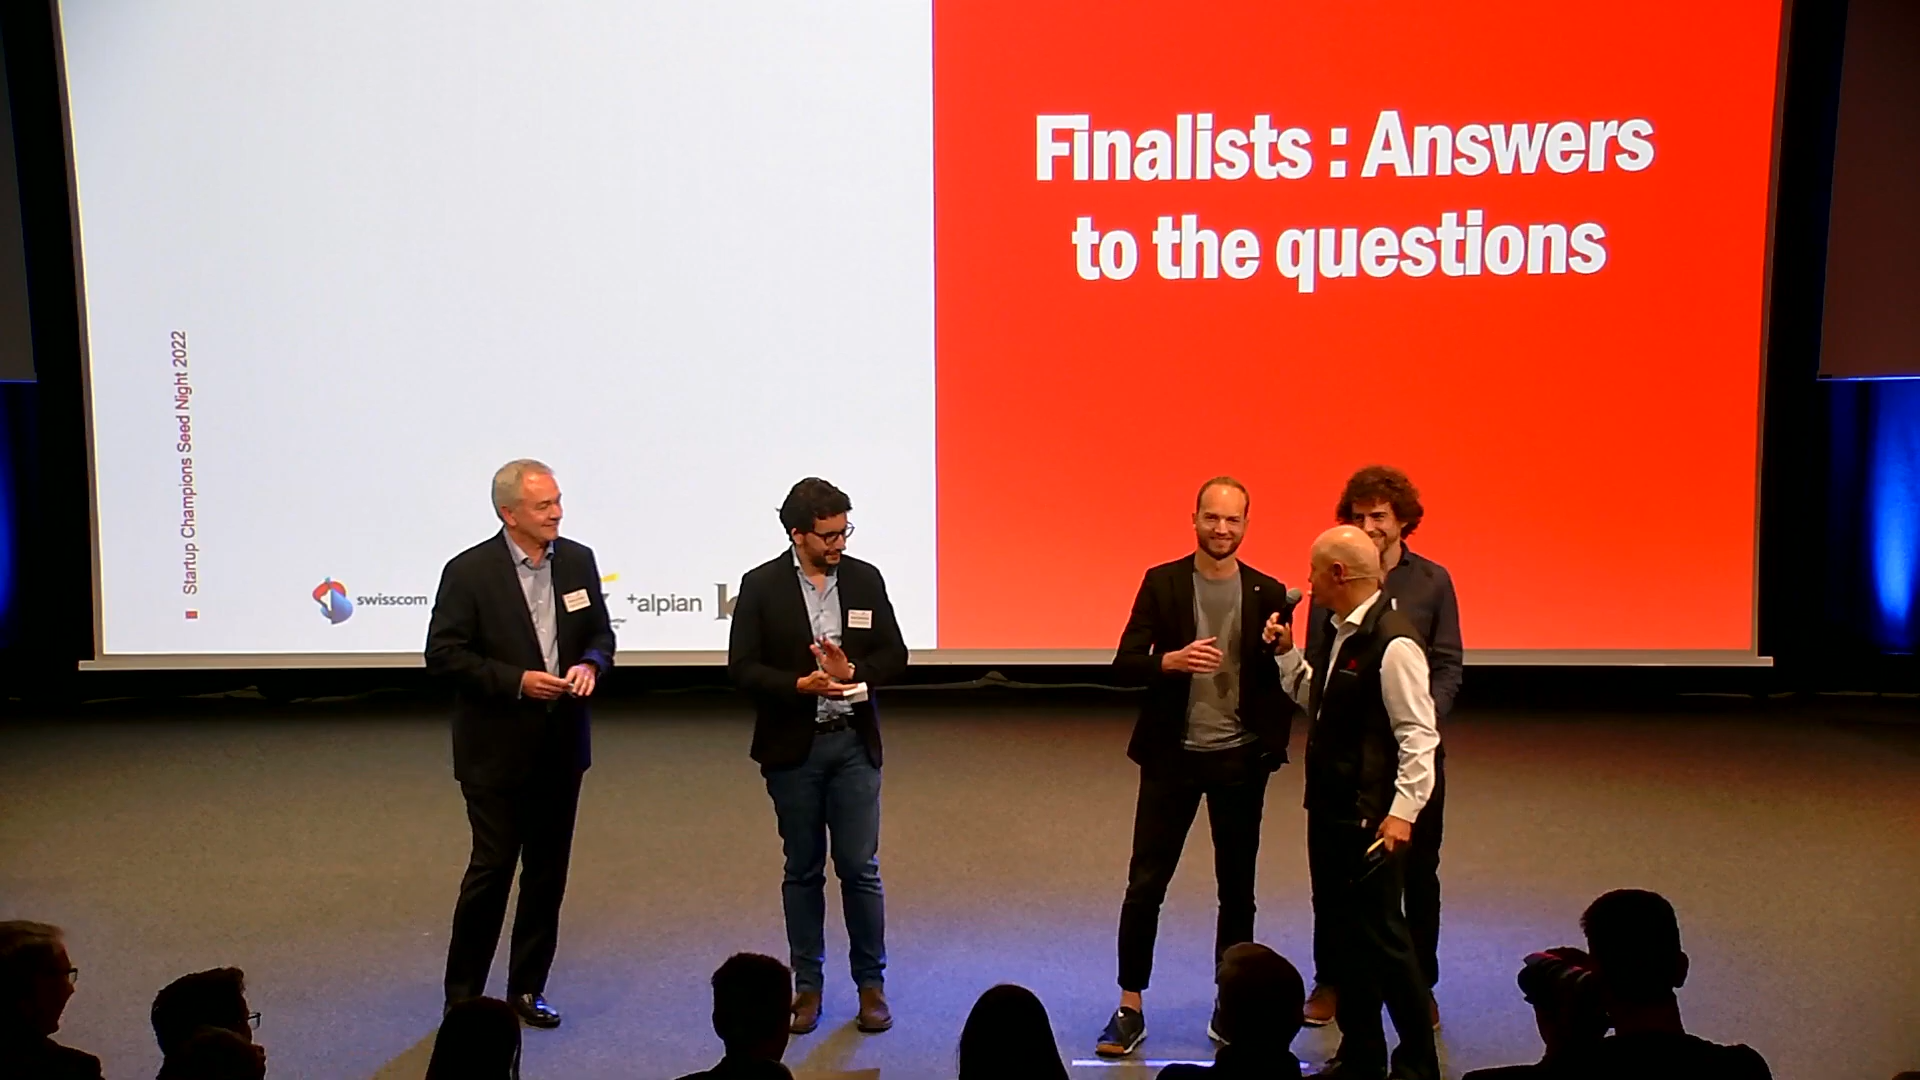 Finalists : Answers
to the questions
Startup Champions Seed Night 2022
swisscom
+alpian
k